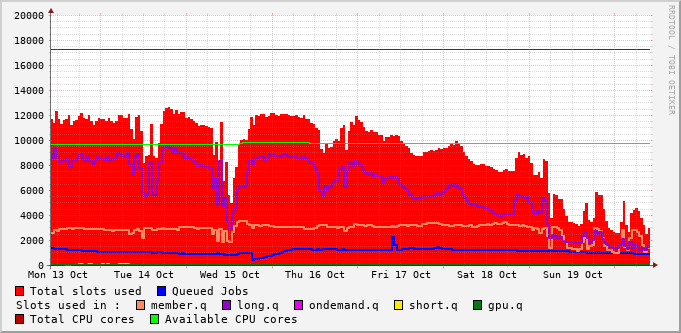 20000
18000
16000
14000
12000
10000
8000
6000
4000
2000
0
RRDTOOL / TOBI OETIKER
Mon 13 Oct Tue 14 Oct Wed 15 Oct Thu 16 Oct Fri 17 Oct Sat 18 Oct Sun 19 Oct
Total slots used Queued Jobs
Slots used in : member.q long.q ondemand.q short.q gpu.q
Total CPU cores Available CPU cores